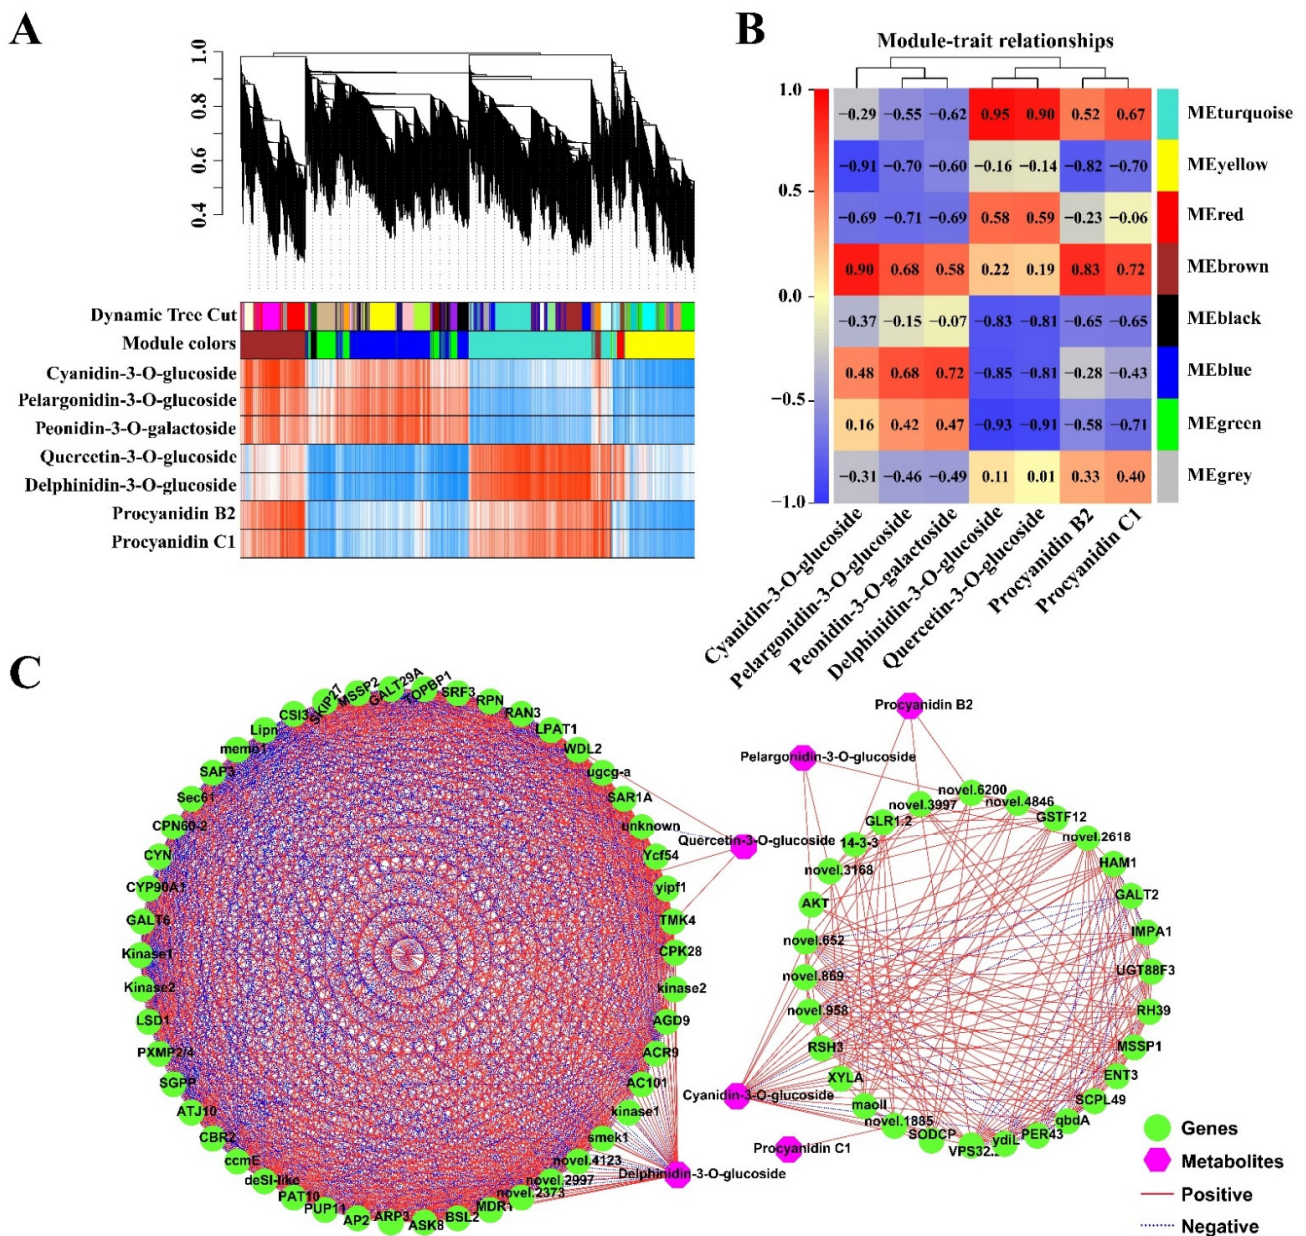 A
1.0
0.8
0.6
0.4
Dynamic Tree Cut
Module colors
Cyanidin-3-O-glucoside
Pelargonidin-3-O-glucoside
Peonidin-3-O-galactoside
Quercetin-3-O-glucoside
Delphinidin-3-O-glucoside
Procyanidin B2
Procyanidin C1
B
Module-trait relationships
1.0
0.5
0.0
−0.5
−1.0
−0.29 −0.55 −0.62 0.95 0.90 0.52 0.67 MEturquoise
−0.91 −0.70 −0.60 −0.16 −0.14 −0.82 −0.70 MEyellow
−0.69 −0.71 −0.69 0.58 0.59 −0.23 −0.06 MEred
0.90 0.68 0.58 0.22 0.19 0.83 0.72 MEbrown
−0.37 −0.15 −0.07 −0.83 −0.81 −0.65 −0.65 MEblack
0.48 0.68 0.72 −0.85 −0.81 −0.28 −0.43 MEblue
0.16 0.42 0.47 −0.93 −0.91 −0.58 −0.71 MEgreen
−0.31 −0.46 −0.49 0.11 0.01 0.33 0.40 MEgrey
Cyanidin-3-O-glucoside
Pelargonidin-3-O-glucoside
Peonidin-3-O-galactoside
Delphinidin-3-O-glucoside
Quercetin-3-O-glucoside
Procyanidin B2
Procyanidin C1
C
TOPBP1
SRF3
RPN
RAN3
LPAT1
WDL2
ugcg-a
SAR1A
unknown
Ycf54
yipf1
TMK4
CPK28
kinase2
AGD9
ACR9
AC101
kinase1
smek1
novel.4123
novel.2997
novel.2373
MDR1
BSL2
ASK8
ARP3
AP2
PUP11
PAT10
deSI-like
ccmE
CBR2
ATJ10
SGPP
PXMP2/4
LSD1
Kinase2
Kinase1
GALT6
CYP90A1
CYN
CPN60-2
Sec61
SAP3
memo1
Lipn
CSI3
SKIP27
MSSP2
GALT29A
Quercetin-3-O-glucoside
Delphinidin-3-O-glucoside
Procyanidin B2
Pelargonidin-3-O-glucoside
Cyanidin-3-O-glucoside
Procyanidin C1
novel.6200
novel.4846
GSTF12
novel.2618
HAM1
GALT2
IMPA1
UGT88F3
RH39
MSSP1
ENT3
SCPL49
qbdA
PER43
ydiL
VPS32.
SODCP
novel.1885
maoII
XYLA
RSH3
novel.958
novel.869
novel.652
AKT
novel.3168
14-3-3
GLR1.2
novel.3997
Genes
Metabolites
Positive
Negative